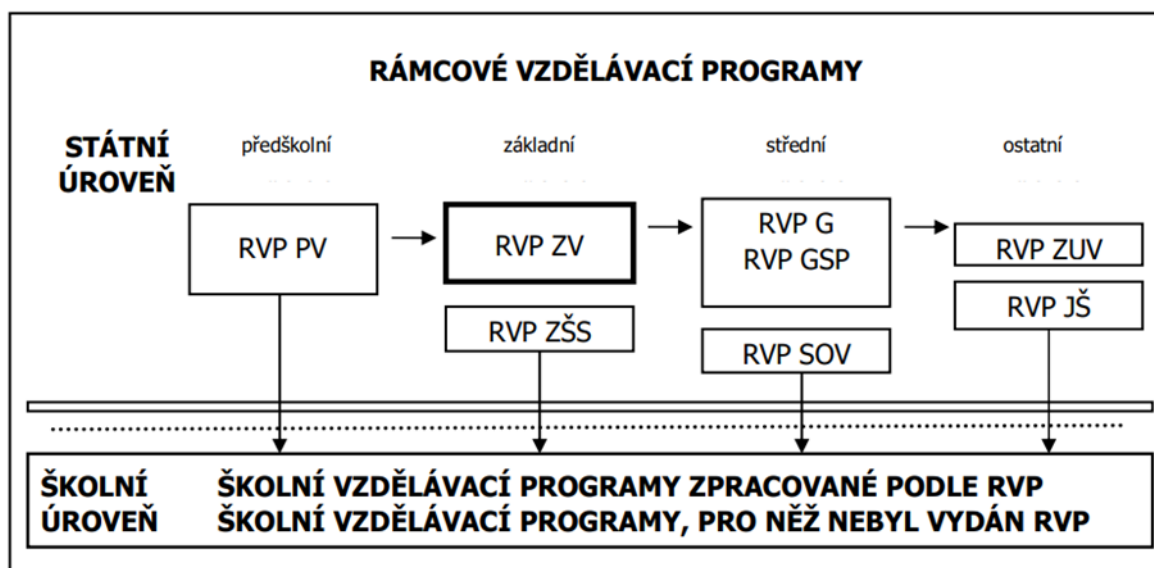 RÁMCOVÉ VZDĚLÁVACÍ PROGRAMY
STÁTNÍ
ÚROVEŇ
předškolní
základní
střední
ostatní
RVP PV
RVP ZV
RVP ZŠS
RVP G
RVP GSP
RVP SOV
RVP ZUV
RVP JŠ
ŠKOLNÍ ŠKOLNÍ VZDĚLÁVACÍ PROGRAMY ZPRACOVANÉ PODLE RVP
ÚROVEŇ ŠKOLNÍ VZDĚLÁVACÍ PROGRAMY, PRO NĚŽ NEBYL VYDÁN RVP